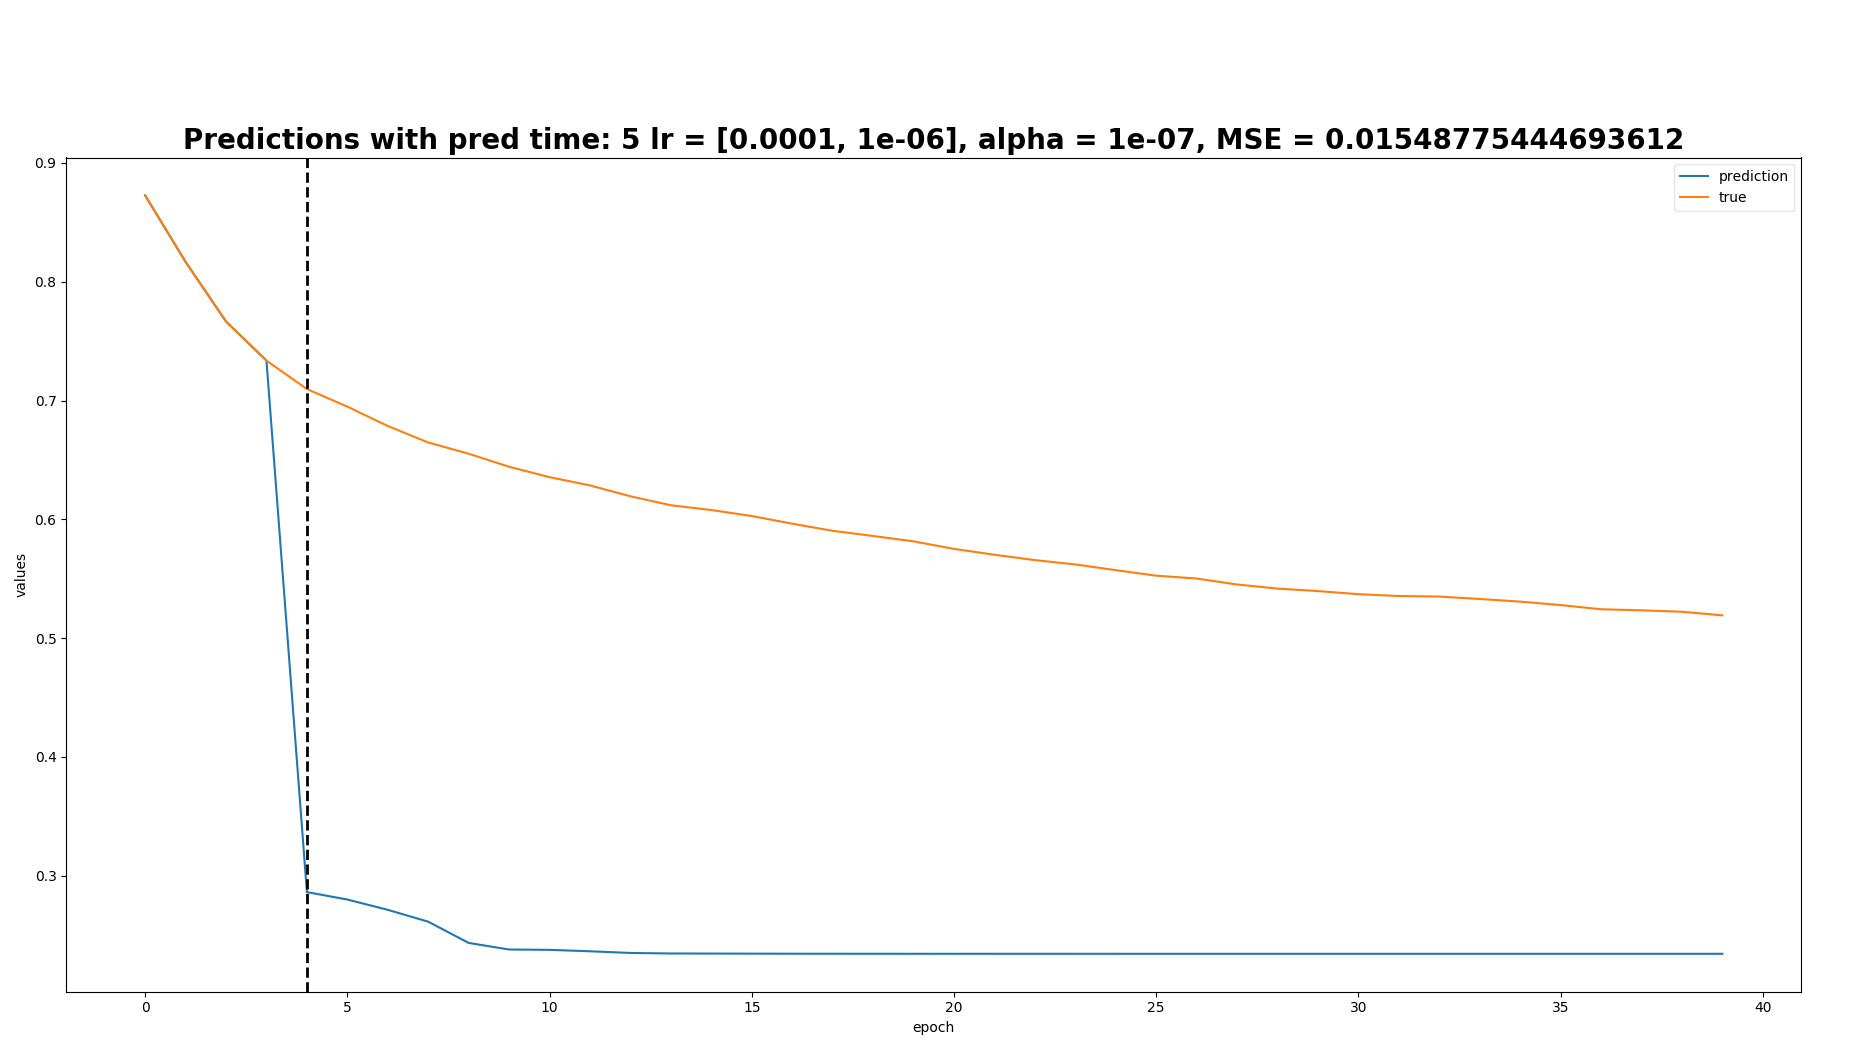 Predictions with pred time: 5 lr = [0.0001, 1e-06], alpha = 1e-07, MSE = 0.01548775444693612
prediction
true
0.9
0.8
0.7
0.6
0.5
0.4
0.3
values
0 5 10 15 20 25 30 35 40
epoch